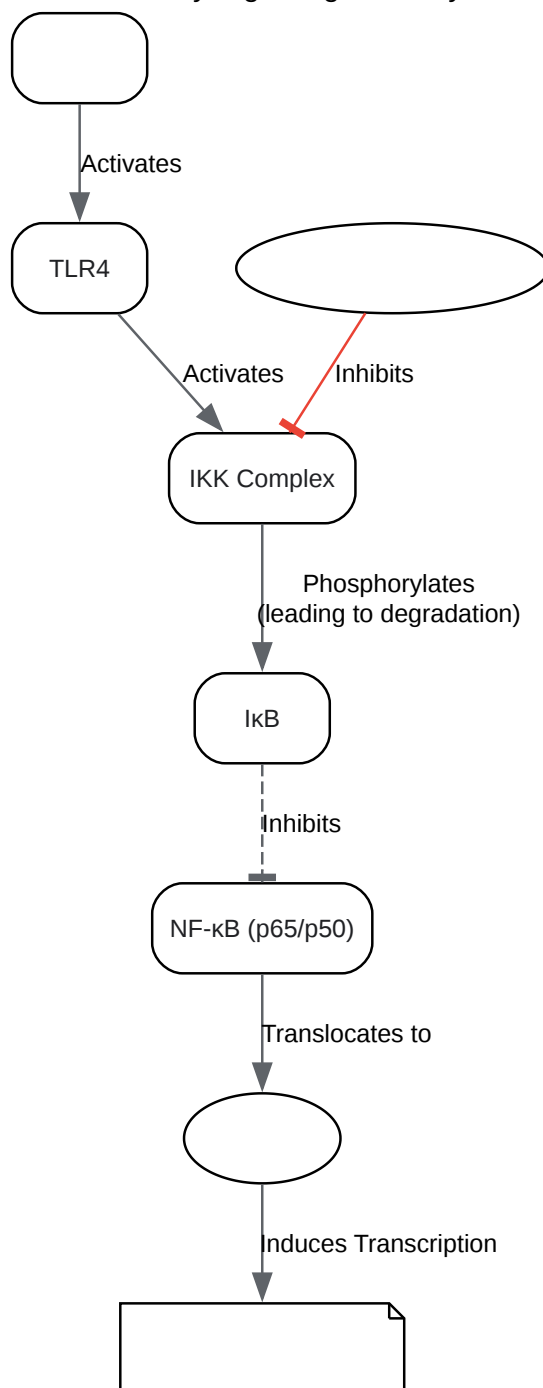 Activates
TLR4
Activates
Inhibits
IKK Complex
Phosphorylates
(leading to degradation)
IκB
Inhibits
NF-κB (p65/p50)
Translocates to
Induces Transcription